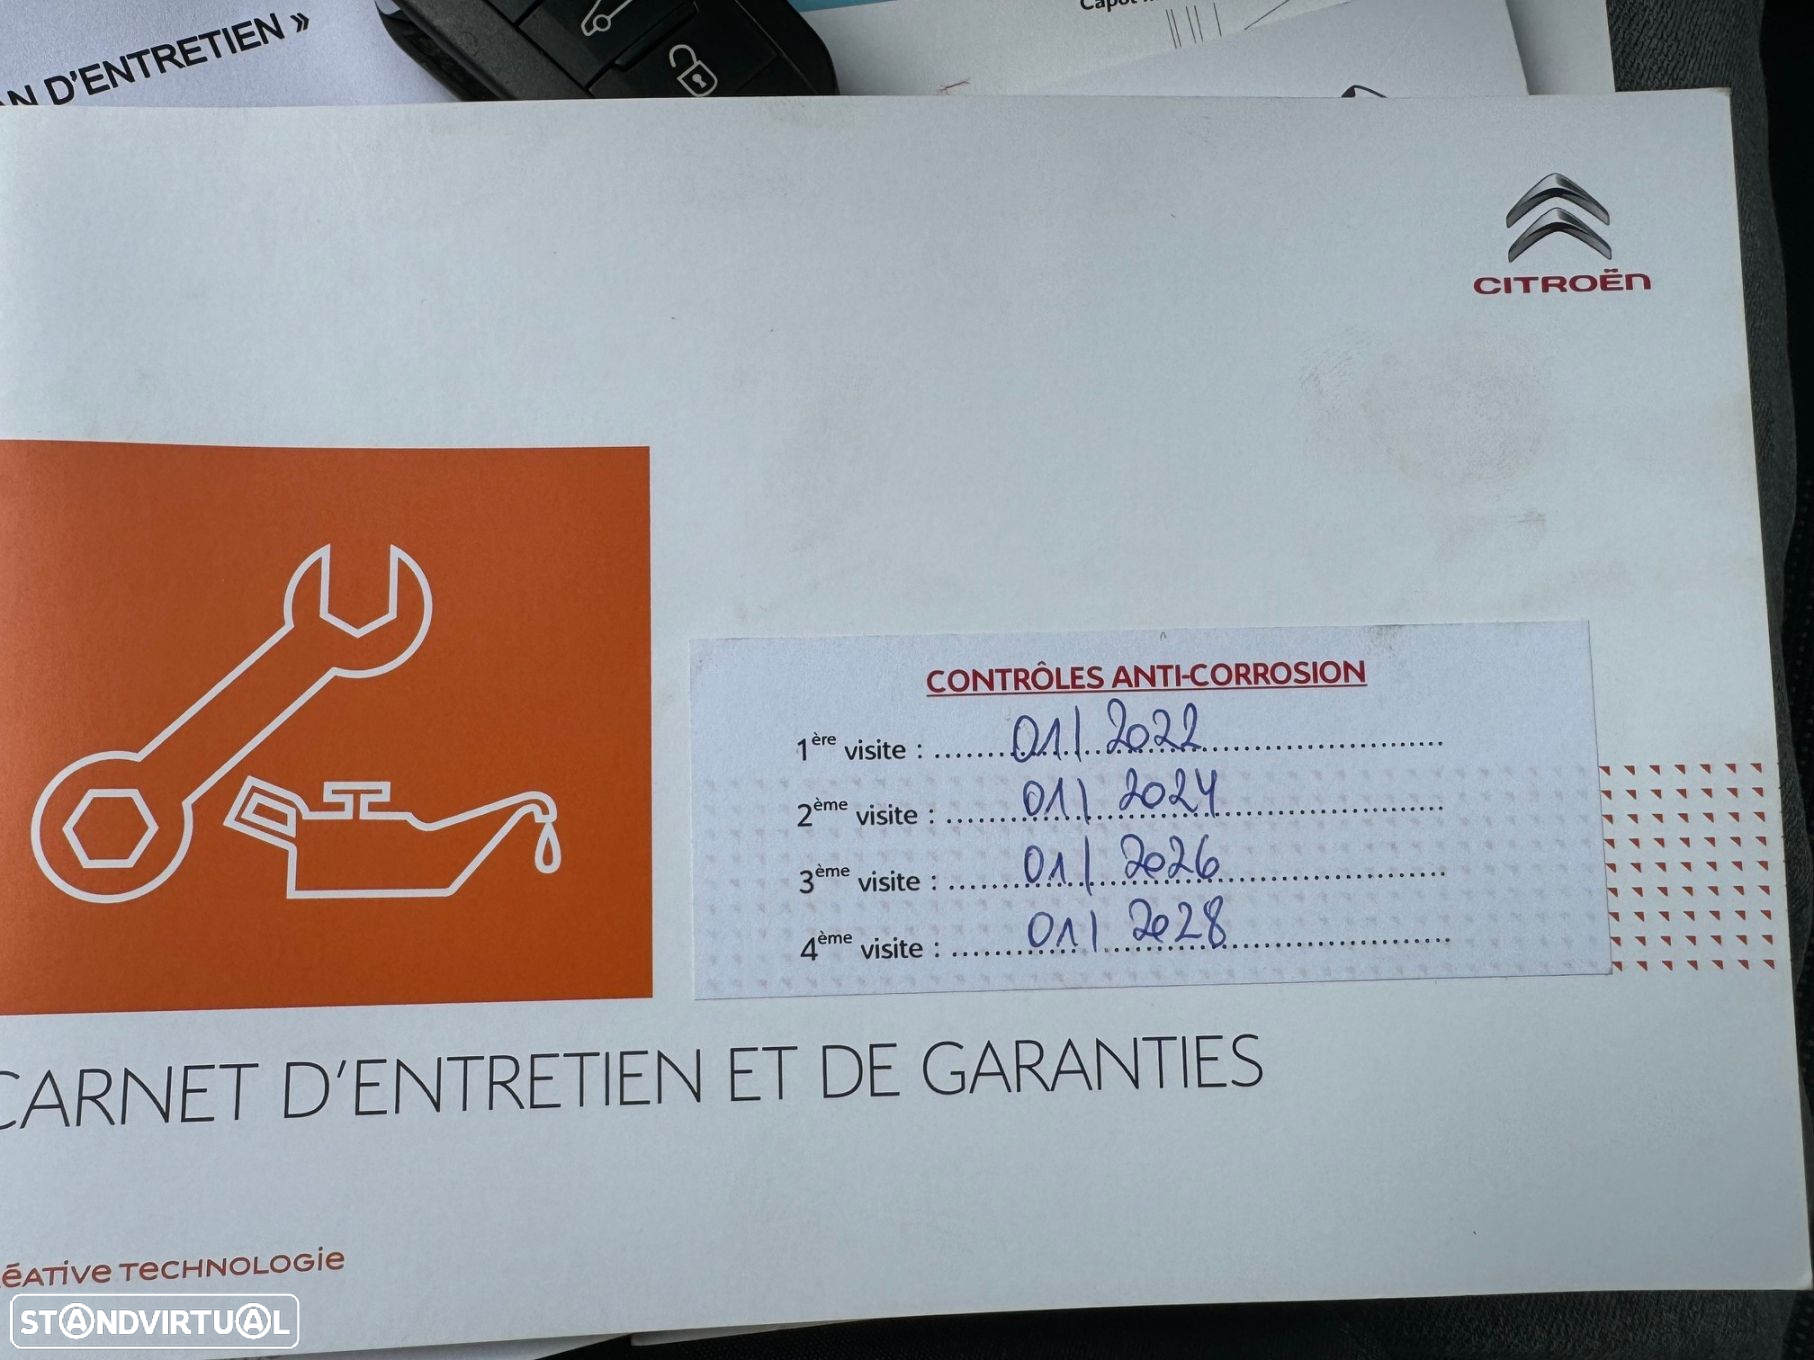 N D'ENTRETIEN »
Capot
CITROËN
CONTRÔLES ANTI-CORROSION
1ère visite : 01/ 2022
2ème visite : 01/ 2024
3ème visite : 01/ 2026
4ème visite : 01/ 2028
CARNET D'ENTRETIEN ET DE GARANTIES
éATIVE TECHNOLOGIE
STANDVIRTUAL